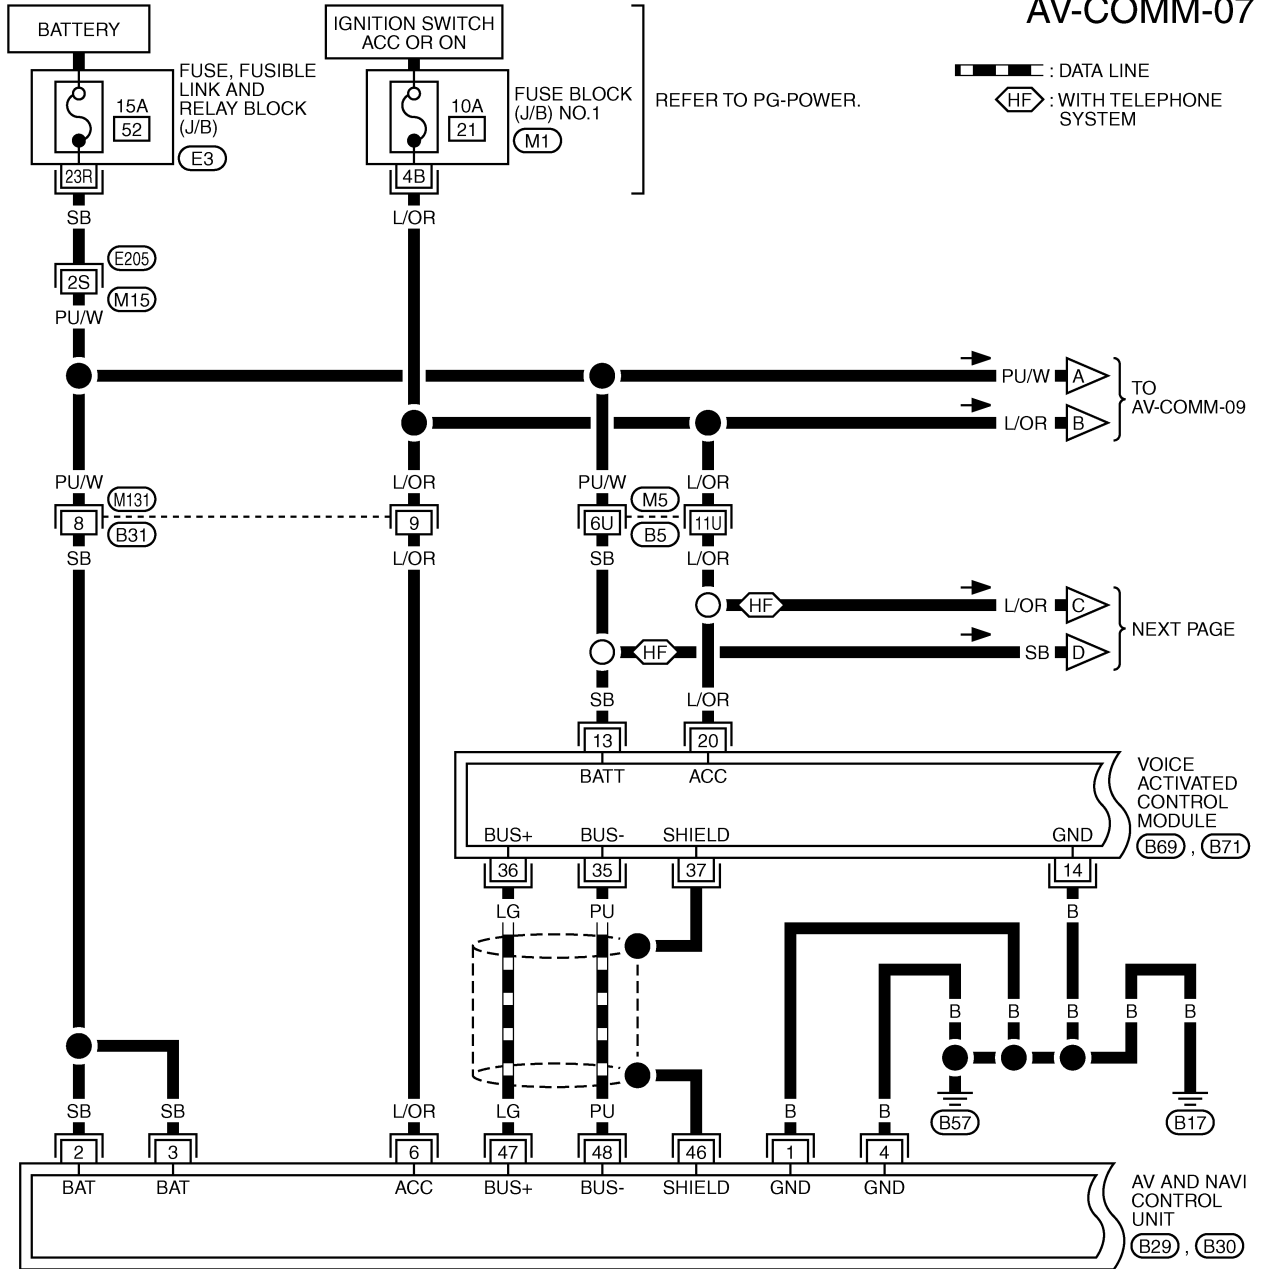 AV-COMM-07
BATTERY
IGNITION SWITCH
ACC OR ON
: DATA LINE
HF : WITH TELEPHONE
SYSTEM
15A
52
FUSE, FUSIBLE
LINK AND
RELAY BLOCK
(J/B)
E3
10A
21
FUSE BLOCK
(J/B) NO.1
M1
REFER TO PG-POWER.
23R
4B
SB
L/OR
E205
2S
M15
PU/W
PU/W A
L/OR B
TO
AV-COMM-09
PU/W
L/OR
PU/W
L/OR
M131
M5
8
9
6U
11U
B31
B5
SB
L/OR
SB
L/OR
HF
L/OR C
HF
SB D
NEXT PAGE
SB
L/OR
13
20
BATT
ACC
VOICE
ACTIVATED
CONTROL
MODULE
B69 , B71
BUS+
BUS-
SHIELD
GND
36
35
37
14
LG
PU
B
B
B
B
B
B
SB
SB
L/OR
LG
PU
B
B
B57
B17
2
3
6
47
48
46
1
4
BAT
BAT
ACC
BUS+
BUS-
SHIELD
GND
GND
AV AND NAVI
CONTROL
UNIT
B29 , B30